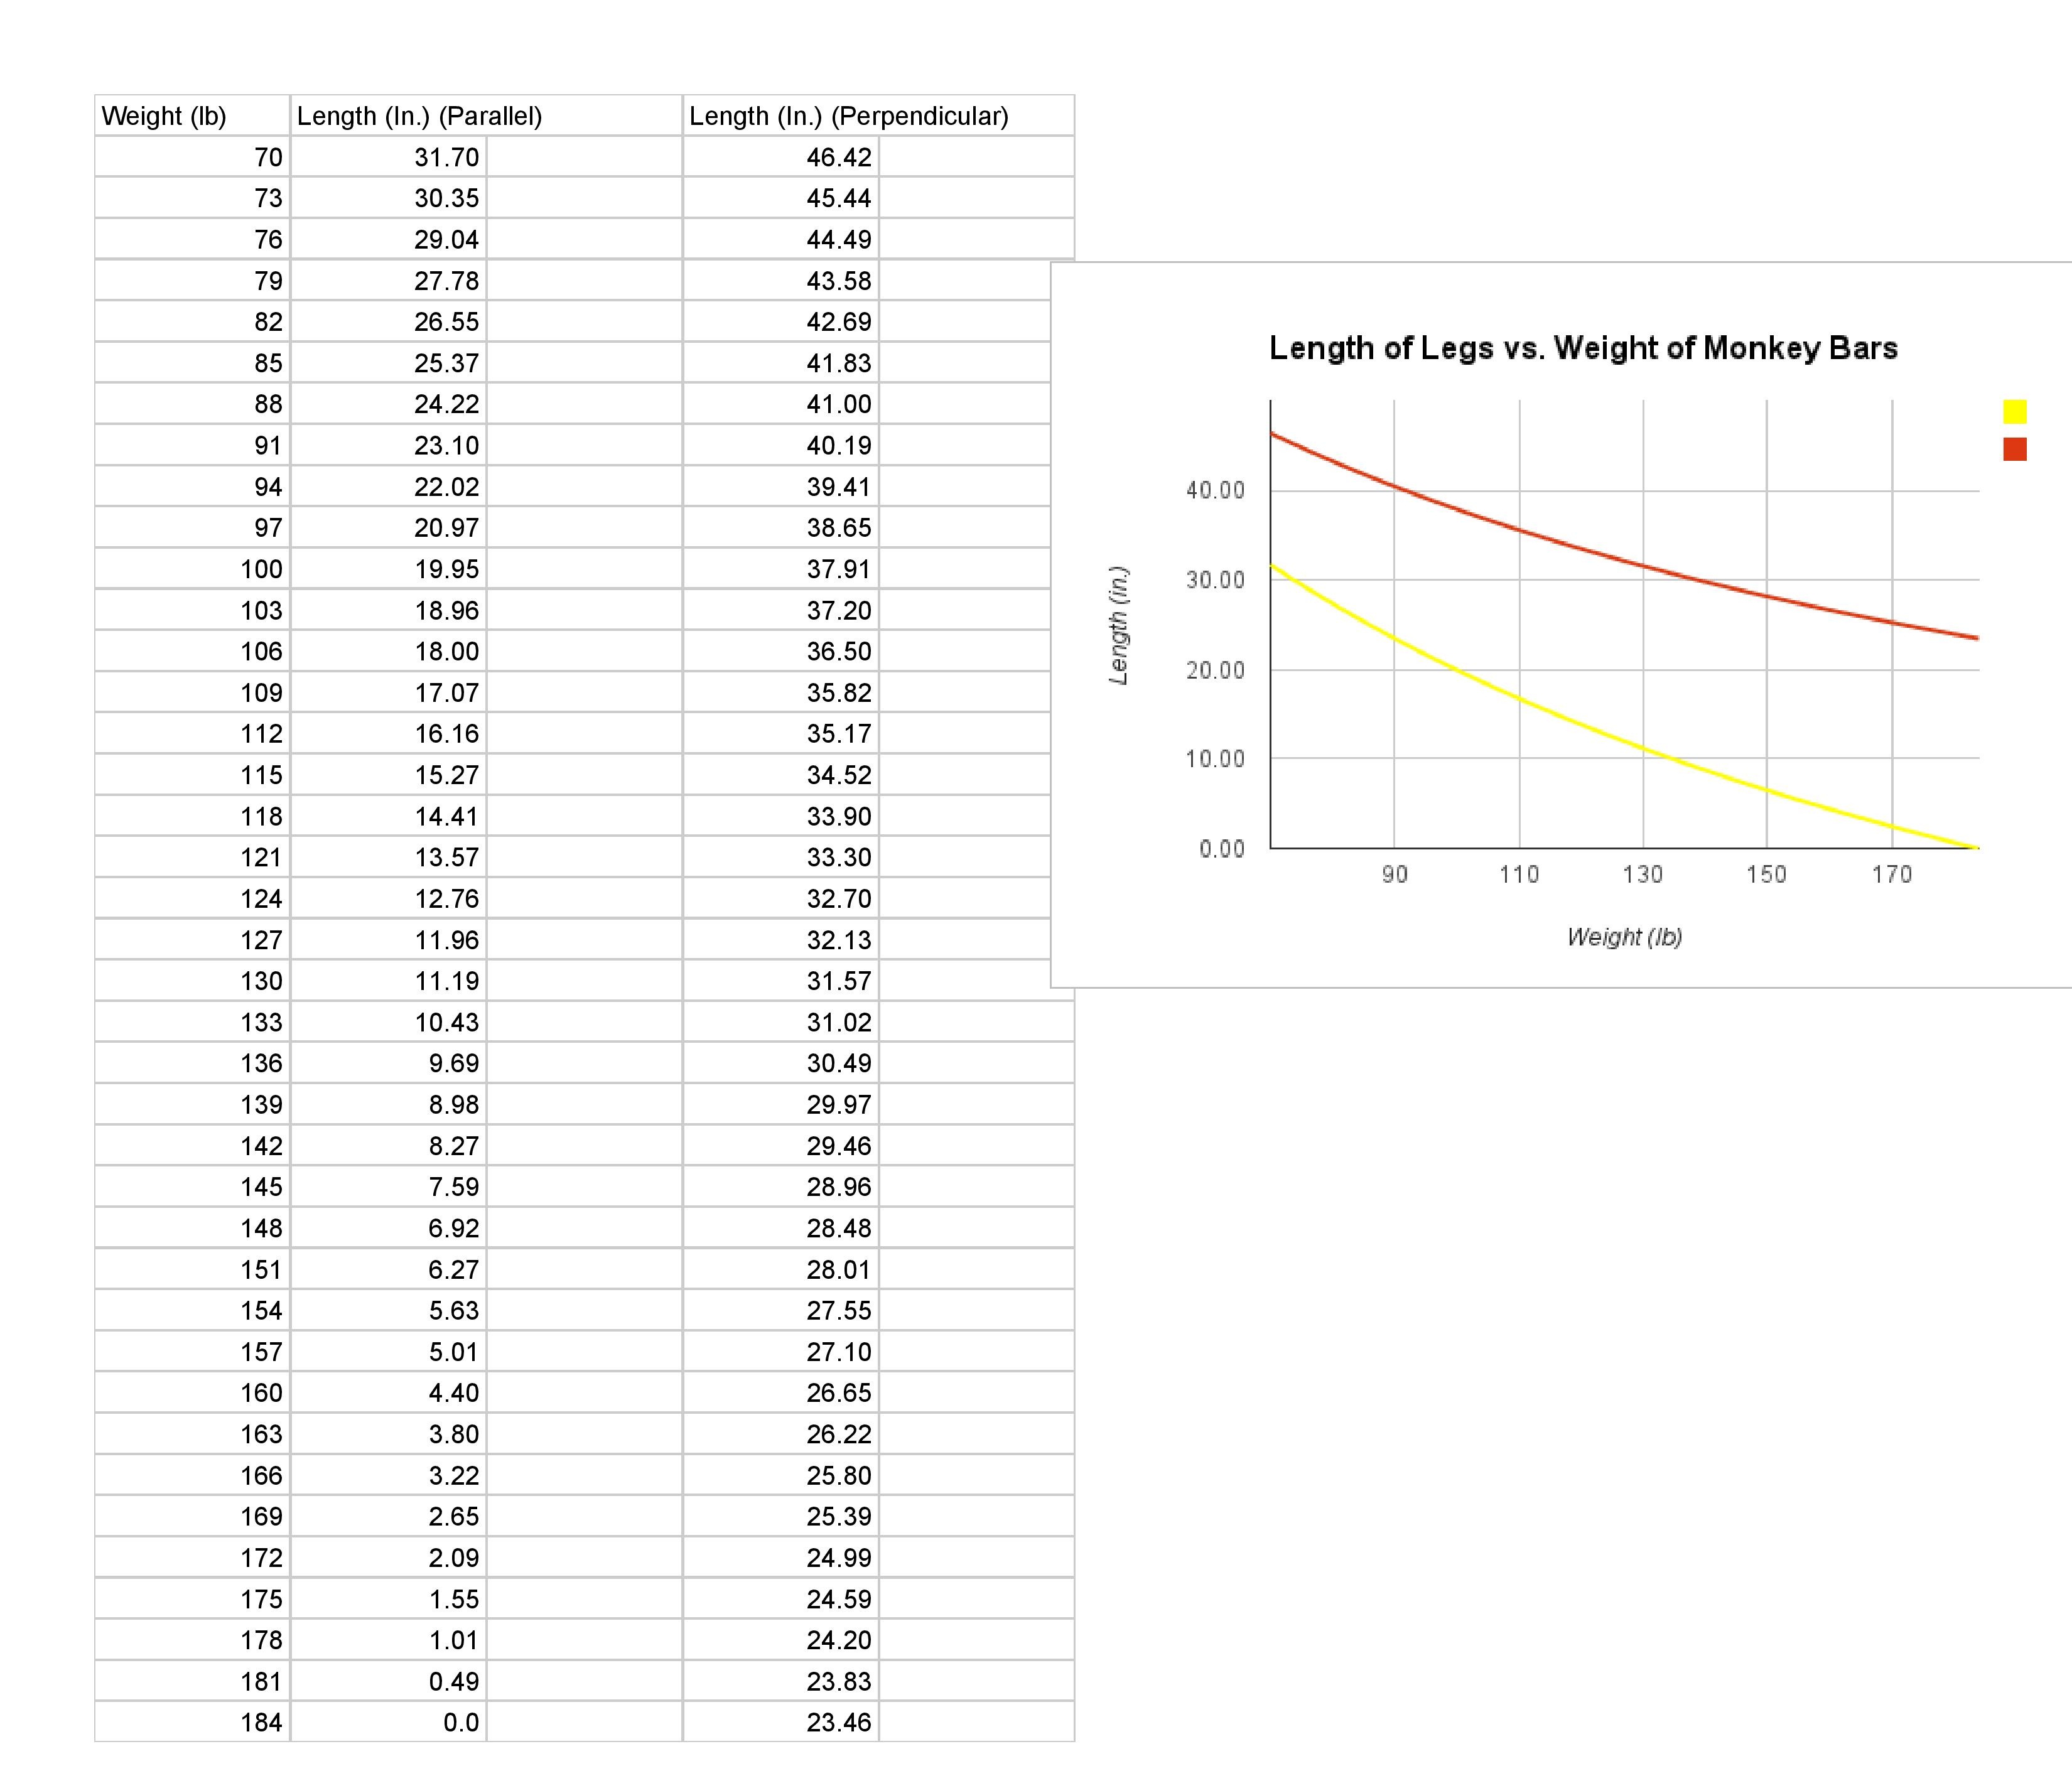 Weight (lb) Length (In.) (Parallel) Length (In.) (Perpendicular)
70 31.70 46.42
73 30.35 45.44
76 29.04 44.49
79 27.78 43.58
82 26.55 42.69
85 25.37 41.83
88 24.22 41.00
91 23.10 40.19
94 22.02 39.41
97 20.97 38.65
100 19.95 37.91
103 18.96 37.20
106 18.00 36.50
109 17.07 35.82
112 16.16 35.17
115 15.27 34.52
118 14.41 33.90
121 13.57 33.30
124 12.76 32.70
127 11.96 32.13
130 11.19 31.57
133 10.43 31.02
136 9.69 30.49
139 8.98 29.97
142 8.27 29.46
145 7.59 28.96
148 6.92 28.48
151 6.27 28.01
154 5.63 27.55
157 5.01 27.10
160 4.40 26.65
163 3.80 26.22
166 3.22 25.80
169 2.65 25.39
172 2.09 24.99
175 1.55 24.59
178 1.01 24.20
181 0.49 23.83
184 0.0 23.46
Length of Legs vs. Weight of Monkey Bars
Length (in.)
40.00
30.00
20.00
10.00
0.00
90 110 130 150 170
Weight (lb)